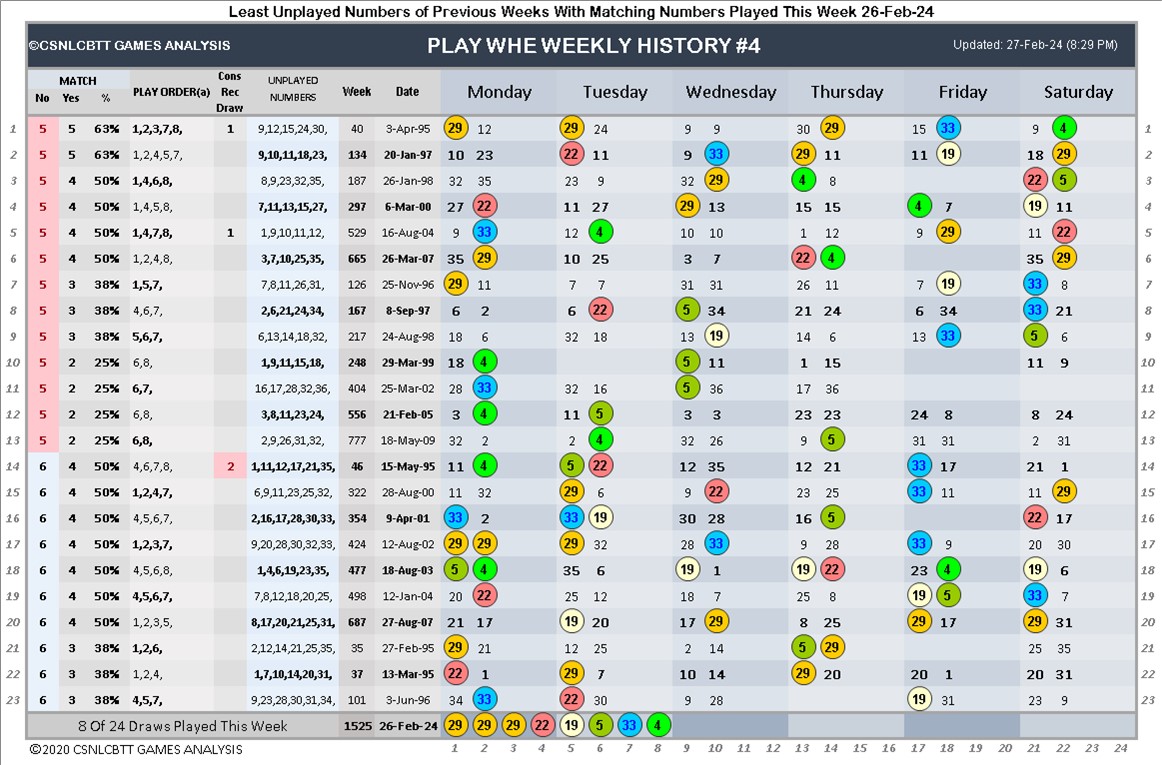 Least Unplayed Numbers of Previous Weeks With Matching Numbers Played This Week 26-Feb-24
©CSNLCBTT GAMES ANALYSIS PLAY WHE WEEKLY HISTORY #4 Updated: 27-Feb-24 (8:29 PM)
MATCH
No Yes % PLAY ORDER(a) Cons Rec Draw UNPLAYED NUMBERS Week Date Monday Tuesday Wednesday Thursday Friday Saturday
1 5 5 63% 1,2,3,7,8, 1 9,12,15,24,30, 40 3-Apr-95 29 12 29 24 9 9 30 29 15 33 9 4 1
2 5 5 63% 1,2,4,5,7, 9,10,11,18,23, 134 20-Jan-97 10 23 22 11 9 33 29 11 11 19 18 29 2
3 5 4 50% 1,4,6,8, 8,9,23,32,35, 187 26-Jan-98 32 35 23 9 32 29 4 8 22 5 3
4 5 4 50% 1,4,5,8, 7,11,13,15,27, 297 6-Mar-00 27 22 11 27 29 13 15 15 4 7 19 11 4
5 5 4 50% 1,4,7,8, 1 1,9,10,11,12, 529 16-Aug-04 9 33 12 4 10 10 1 12 9 29 11 22 5
6 5 4 50% 1,2,4,8, 3,7,10,25,35, 665 26-Mar-07 35 29 10 25 3 7 22 4 35 29 6
7 5 3 38% 1,5,7, 7,8,11,26,31, 126 25-Nov-96 29 11 7 7 31 31 26 11 7 19 33 8 7
8 5 3 38% 4,6,7, 2,6,21,24,34, 167 8-Sep-97 6 2 6 22 5 34 21 24 6 34 33 21 8
9 5 3 38% 5,6,7, 6,13,14,18,32, 217 24-Aug-98 18 6 32 18 13 19 14 6 13 33 5 6 9
10 5 2 25% 6,8, 1,9,11,15,18, 248 29-Mar-99 18 4 5 11 1 15 11 9 10
11 5 2 25% 6,7, 16,17,28,32,36, 404 25-Mar-02 28 33 32 16 5 36 17 36 11
12 5 2 25% 6,8, 3,8,11,23,24, 556 21-Feb-05 3 4 11 5 3 3 23 23 24 8 8 24 12
13 5 2 25% 6,8, 2,9,26,31,32, 777 18-May-09 32 2 2 4 32 26 9 5 31 31 2 31 13
14 6 4 50% 4,6,7,8, 2 1,11,12,17,21,35, 46 15-May-95 11 4 5 22 12 35 12 21 33 17 21 1 14
15 6 4 50% 1,2,4,7, 6,9,11,23,25,32, 322 28-Aug-00 11 32 29 6 9 22 23 25 33 11 11 29 15
16 6 4 50% 4,5,6,7, 2,16,17,28,30,33, 354 9-Apr-01 33 2 33 19 30 28 16 5 22 17 16
17 6 4 50% 1,2,3,7, 9,20,28,30,32,33, 424 12-Aug-02 29 29 29 32 28 33 9 28 33 9 20 30 17
18 6 4 50% 4,5,6,8, 1,4,6,19,23,35, 477 18-Aug-03 5 4 35 6 19 1 19 22 23 4 19 6 18
19 6 4 50% 4,5,6,7, 7,8,12,18,20,25, 498 12-Jan-04 20 22 25 12 18 7 25 8 19 5 33 7 19
20 6 4 50% 1,2,3,5, 8,17,20,21,25,31, 687 27-Aug-07 21 17 19 20 17 29 8 25 29 17 29 31 20
21 6 3 38% 1,2,6, 2,12,14,21,25,35, 35 27-Feb-95 29 21 12 25 2 14 5 29 25 35 21
22 6 3 38% 1,2,4, 1,7,10,14,20,31, 37 13-Mar-95 22 1 29 7 10 14 29 20 20 1 20 31 22
23 6 3 38% 4,5,7, 9,23,28,30,31,34, 101 3-Jun-96 34 33 22 30 9 28 19 31 23 9 23
8 Of 24 Draws Played This Week 1525 26-Feb-24 29 29 29 22 19 5 33 4
©2020 CSNLCBTT GAMES ANALYSIS 1 2 3 4 5 6 7 8 9 10 11 12 13 14 15 16 17 18 19 20 21 22 23 24